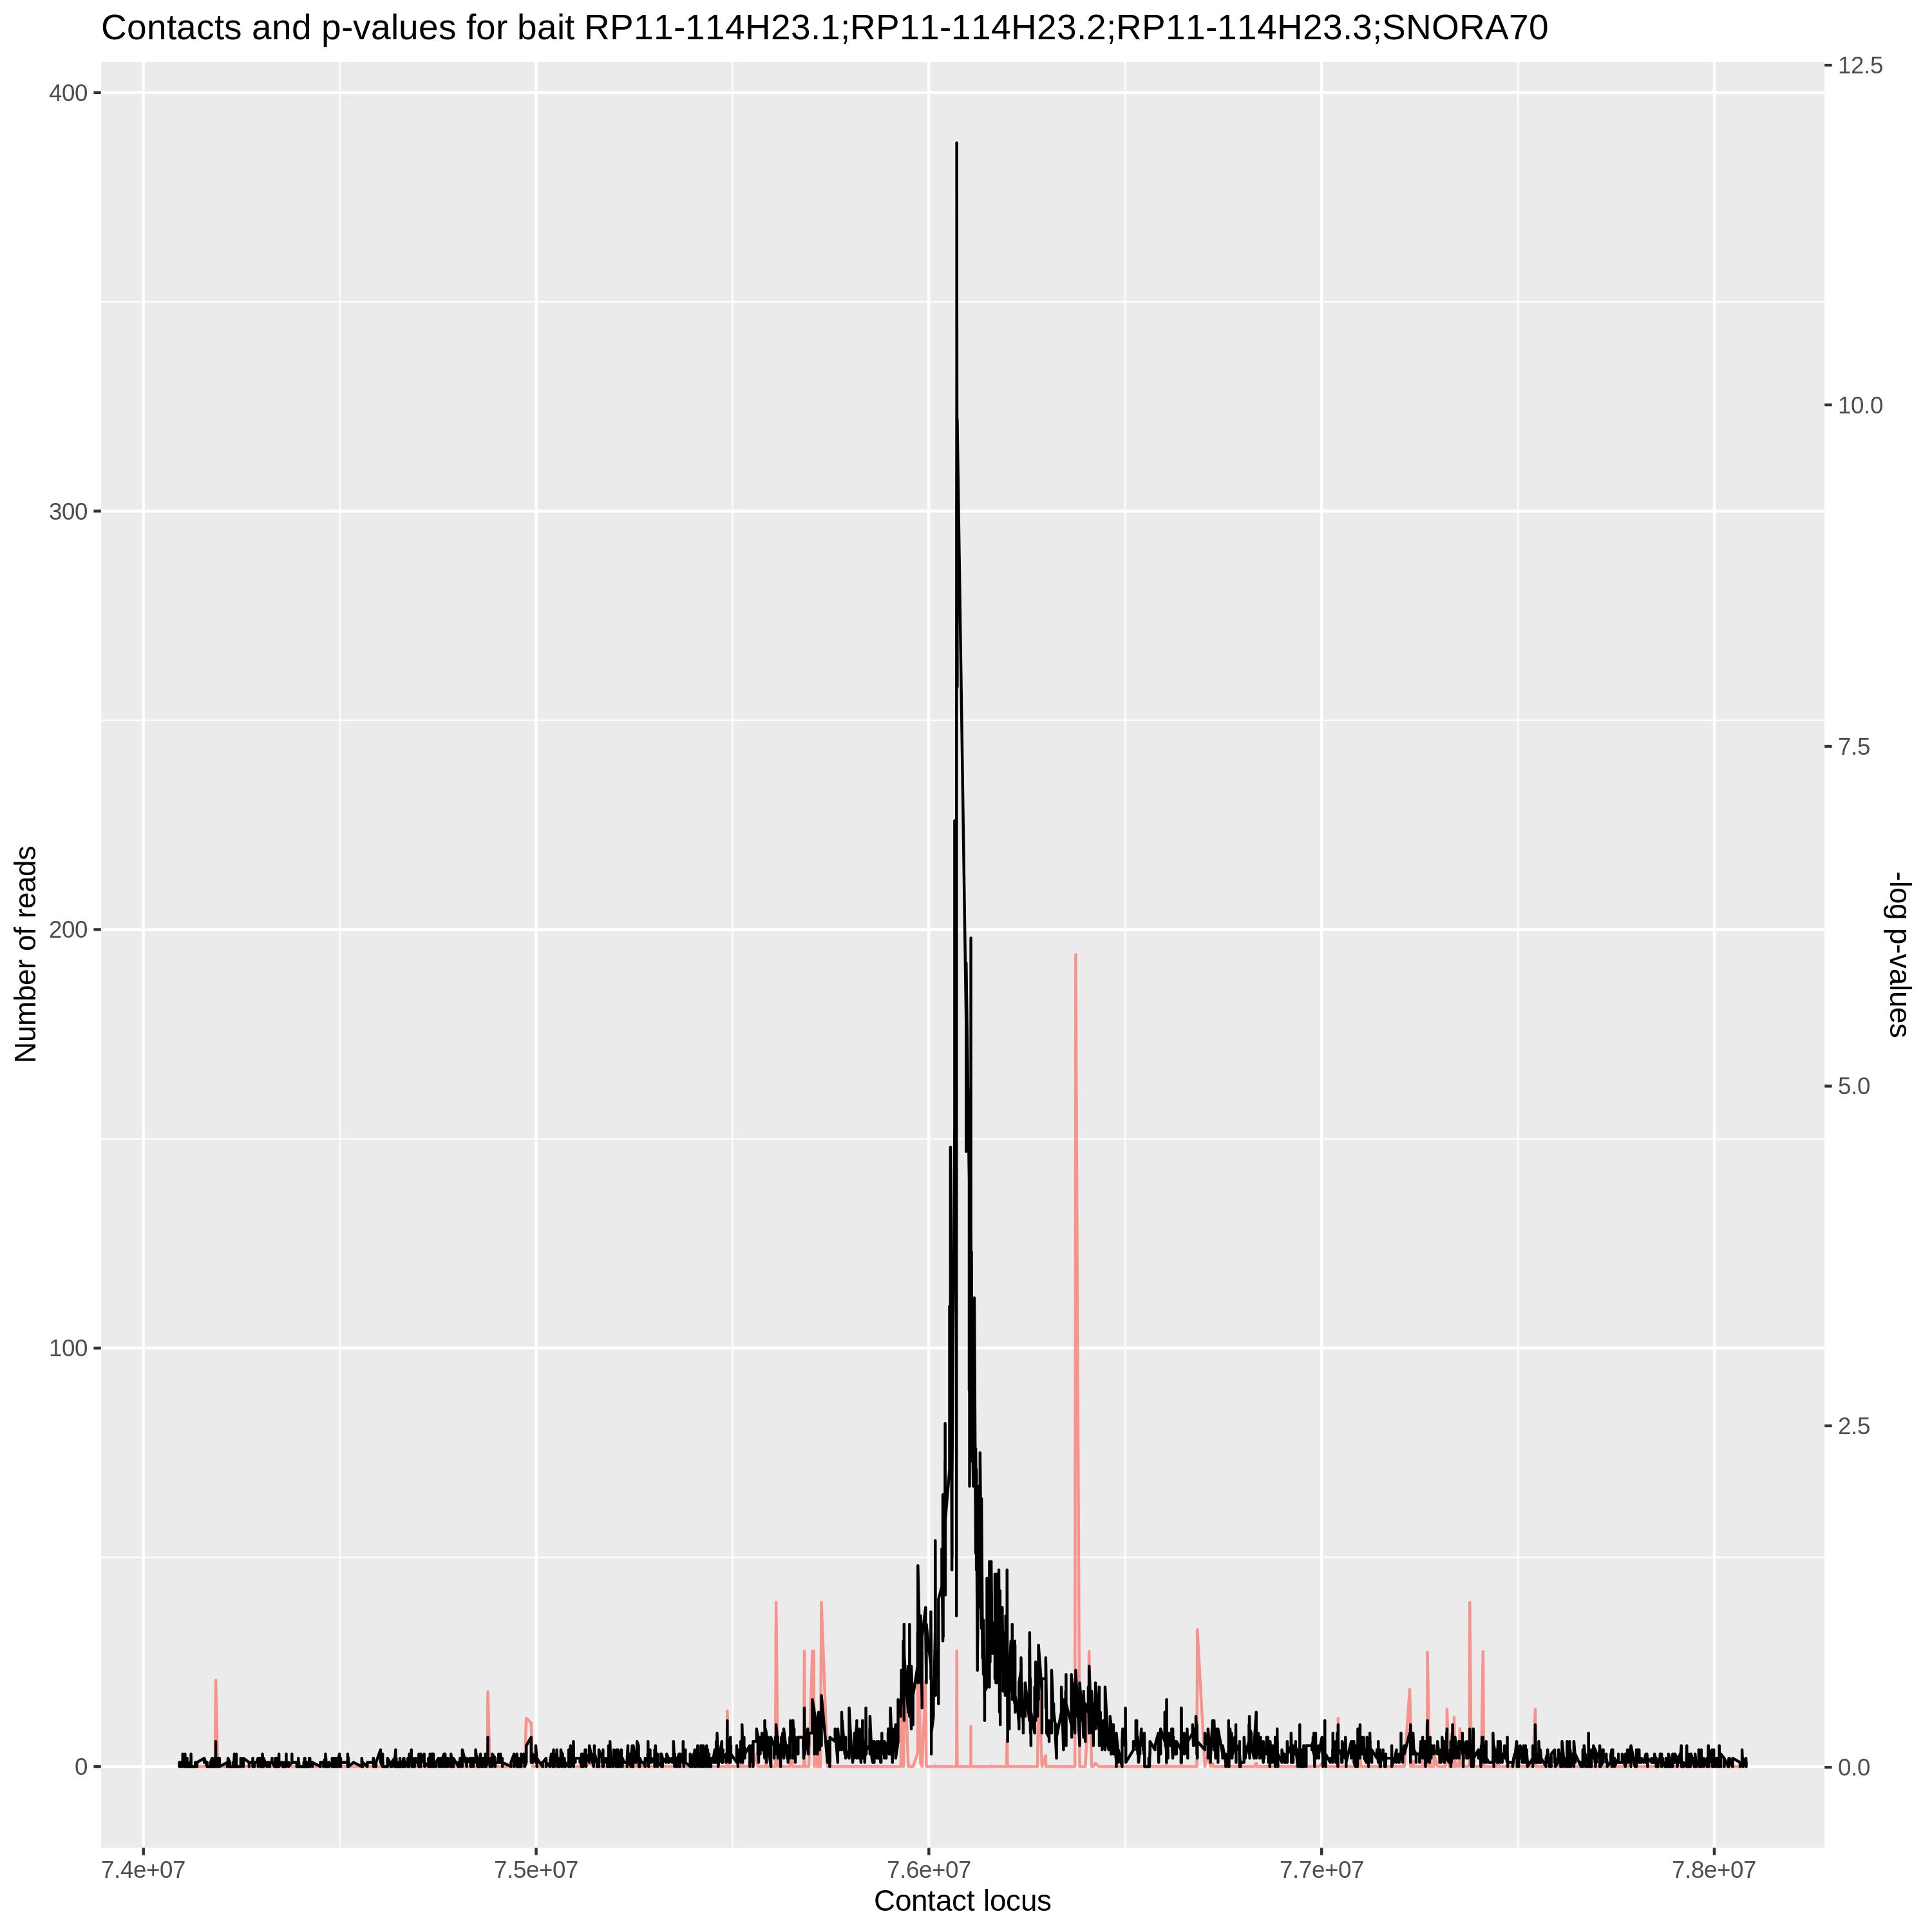 Contacts and p-values for bait RP11-114H23.1;RP11-114H23.2;RP11-114H23.3;SNORA70
400
300
200
100
0
Number of reads
12.5
10.0
7.5
5.0
2.5
0.0
-log p-values
7.4e+07 7.5e+07 7.6e+07 7.7e+07 7.8e+07
Contact locus